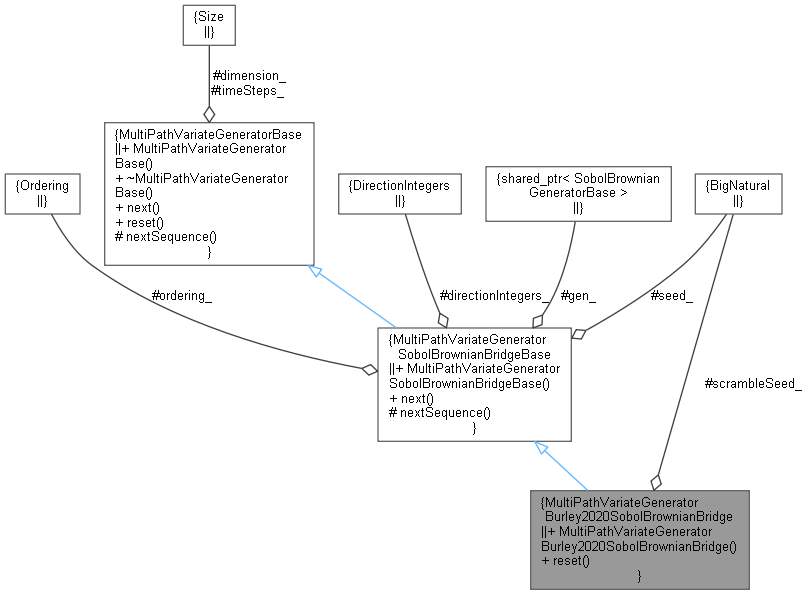 {Size
||}
#dimension_
#timeSteps_
{MultiPathVariateGeneratorBase
||+ MultiPathVariateGenerator
Base()
+ ~MultiPathVariateGenerator
Base()
+ next()
+ reset()
# nextSequence()
}
{Ordering
||}
{DirectionIntegers
||}
{shared_ptr< SobolBrownian
GeneratorBase >
||}
{BigNatural
||}
#ordering_
#directionIntegers_
#gen_
#seed_
{MultiPathVariateGenerator
SobolBrownianBridgeBase
||+ MultiPathVariateGenerator
SobolBrownianBridgeBase()
+ next()
# nextSequence()
}
#scrambleSeed_
{MultiPathVariateGenerator
Burley2020SobolBrownianBridge
||+ MultiPathVariateGenerator
Burley2020SobolBrownianBridge()
+ reset()
}